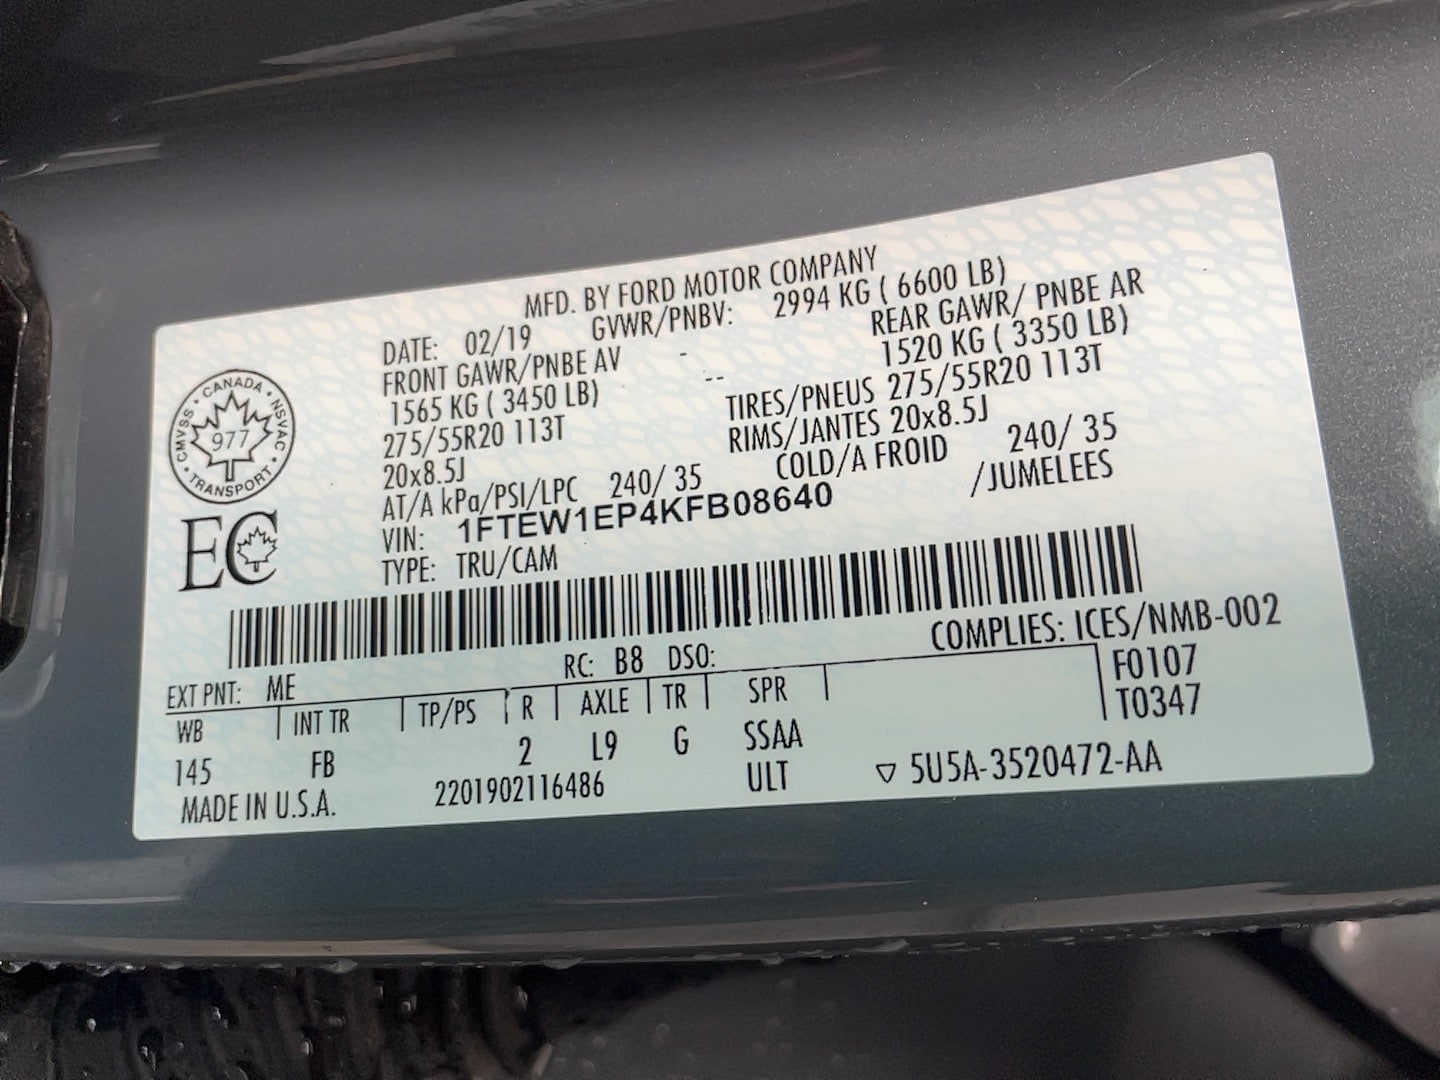 MFD. BY FORD MOTOR COMPANY
DATE: 02/19 GVWR/PNBV: 2994 KG ( 6600 LB)
FRONT GAWR/PNBE AV - REAR GAWR/ PNBE AR
1565 KG ( 3450 LB) -- 1520 KG ( 3350 LB)
275/55R20 113T TIRES/PNEUS 275/55R20 113T
20x8.5J RIMS/JANTES 20x8.5J
AT/A kPa/PSI/LPC 240/ 35 COLD/A FROID 240/ 35
VIN: 1FTEW1EP4KFB08640 /JUMELEES
TYPE: TRU/CAM
CANADA
CMVSS · NSVAC
977
TRANSPORT
EC
COMPLIES: ICES/NMB-002
EXT PNT: ME RC: B8 DSO: F0107
WB INT TR TP/PS R AXLE TR SPR T0347
145 FB 2 L9 G SSAA
MADE IN U.S.A. 2201902116486 ULT ▽ 5U5A-3520472-AA